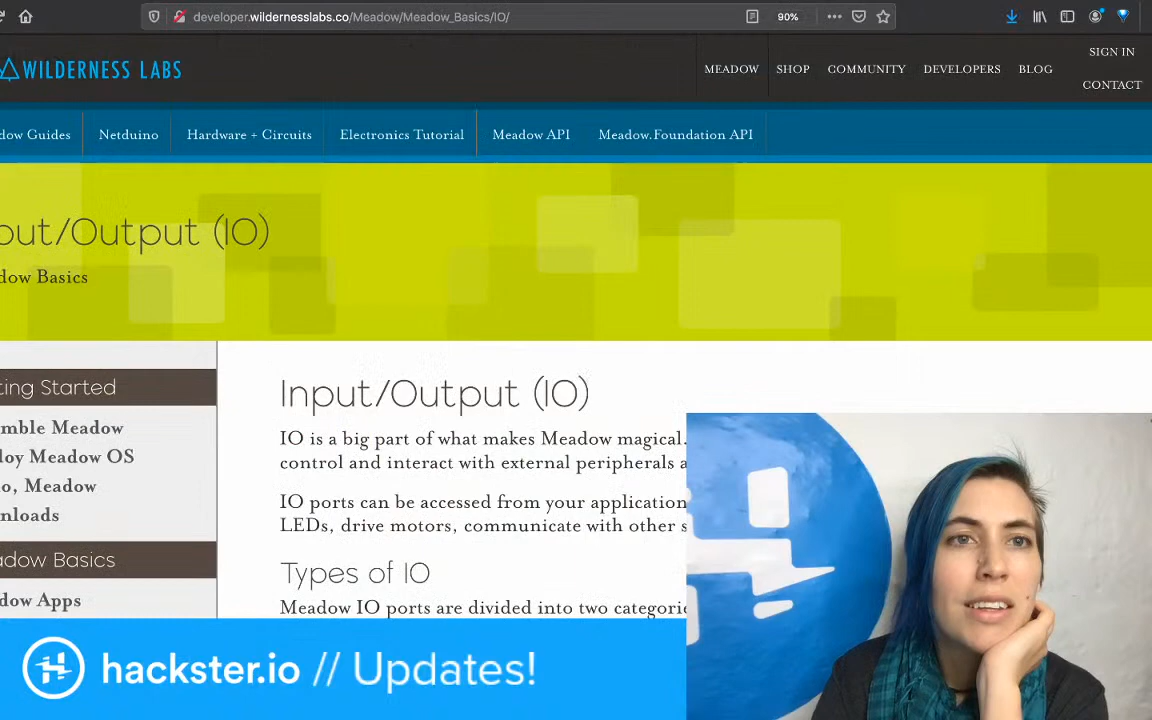 developer.wildernesslabs.co/Meadow/Meadow_Basics/IO/
90%
WILDERNESS LABS
MEADOW
SHOP
COMMUNITY
DEVELOPERS
BLOG
SIGN IN
CONTACT
dow Guides
Netduino
Hardware + Circuits
Electronics Tutorial
Meadow API
Meadow.Foundation API
put/Output (IO)
dow Basics
ting Started
mble Meadow
loy Meadow OS
o, Meadow
nloads
adow Basics
dow Apps
Input/Output (IO)
IO is a big part of what makes Meadow magical.
control and interact with external peripherals a
IO ports can be accessed from your application
LEDs, drive motors, communicate with other s
Types of IO
Meadow IO ports are divided into two categorie
hackster.io // Updates!